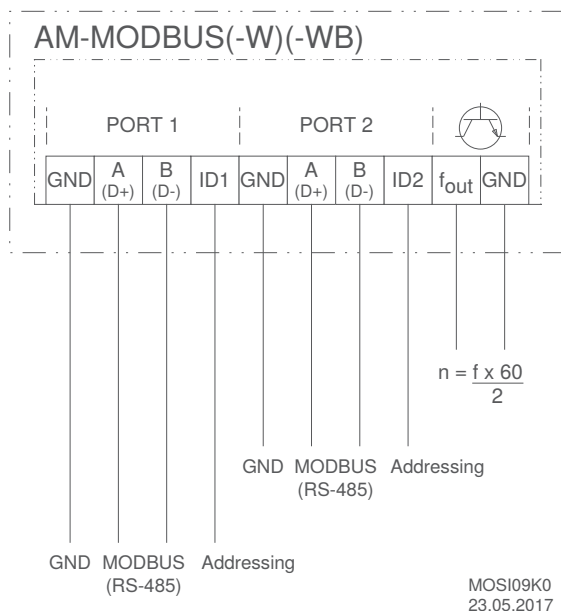 AM-MODBUS(-W)(-WB)
PORT 1 PORT 2
GND A (D+) B (D-) ID1 GND A (D+) B (D-) ID2 fout GND
n = f x 60
2
GND MODBUS Addressing
(RS-485)
GND MODBUS Addressing
(RS-485)
MOSI09K0
23.05.2017